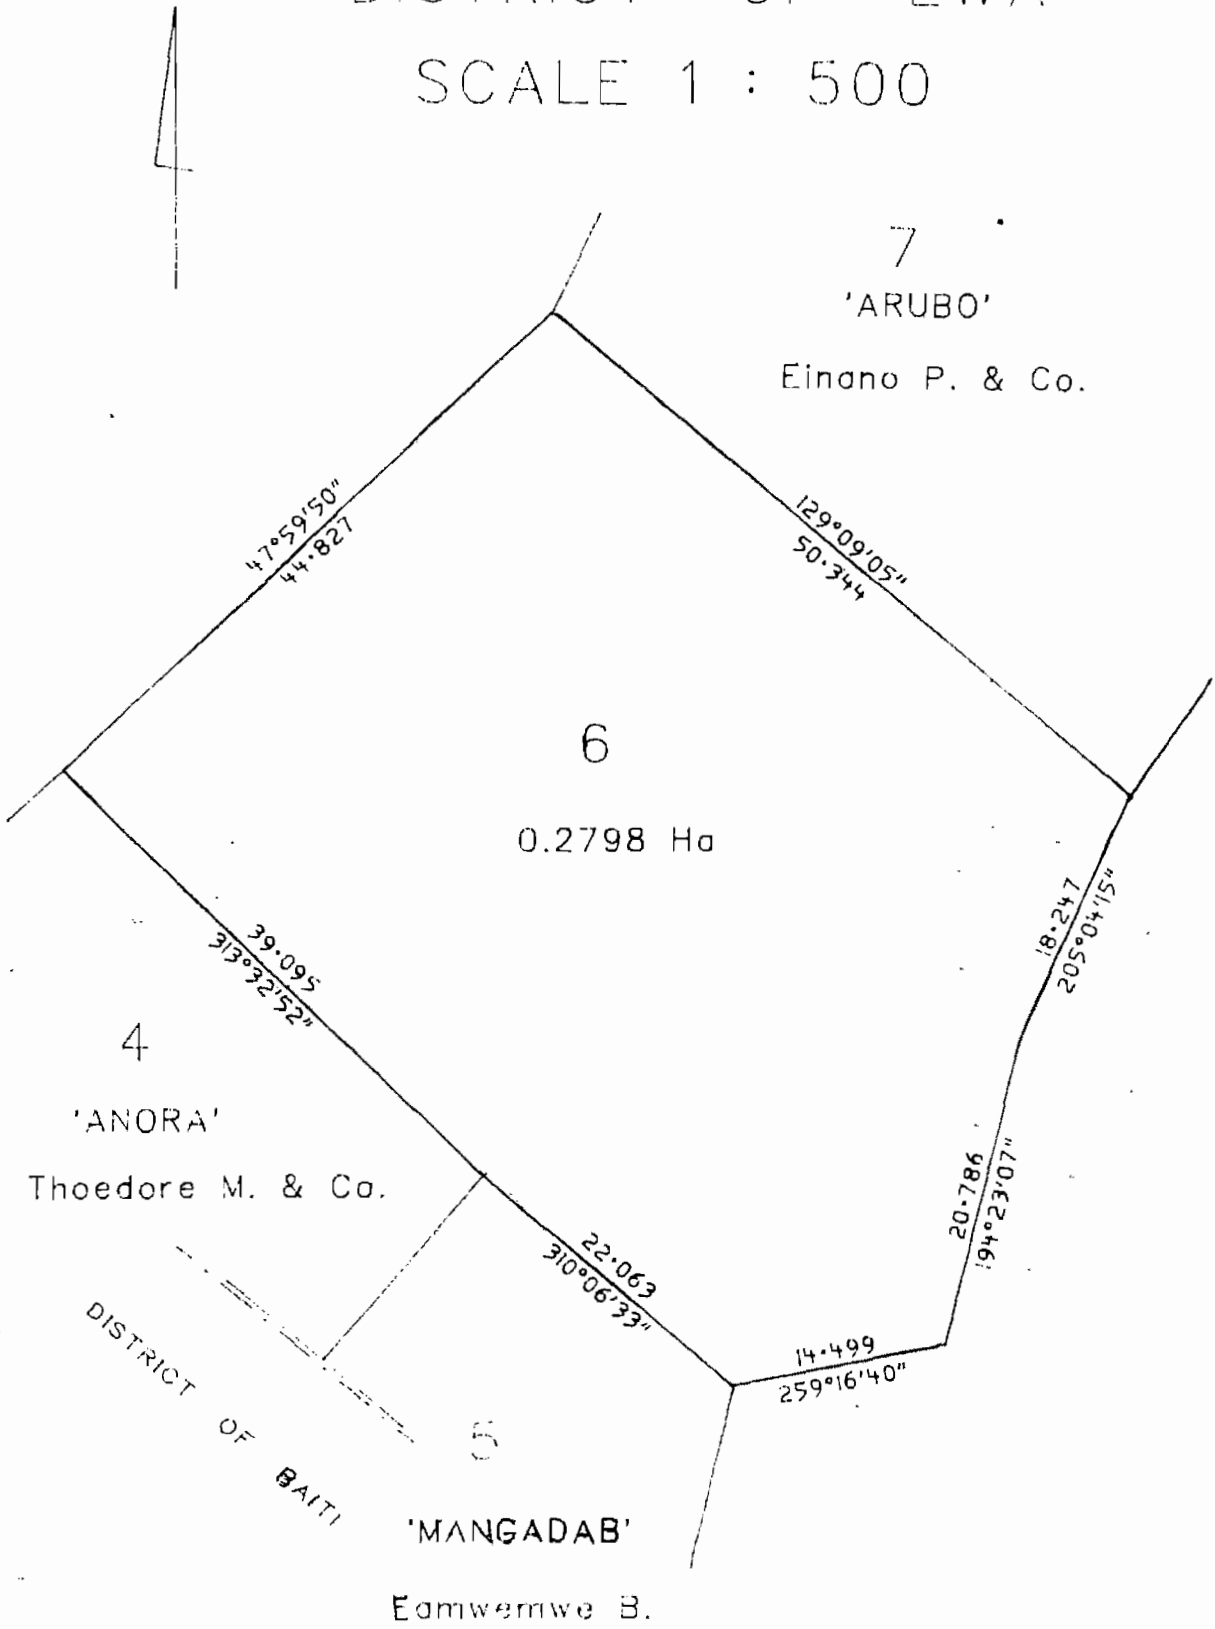 SCALE 1 : 500
7
'ARUBO'
Einano P. & Co.
47°59'50"
44.827
129°09'05"
50.344
6
0.2798 Ha
18.247
205°04'15"
39.095
313°32'52"
4
'ANORA'
Thoedore M. & Co.
20.786
194°23'07"
22.063
310°06'33"
14.499
259°16'40"
DISTRICT OF BAITI
5
'MANGADAB'
Eamwemwe B.